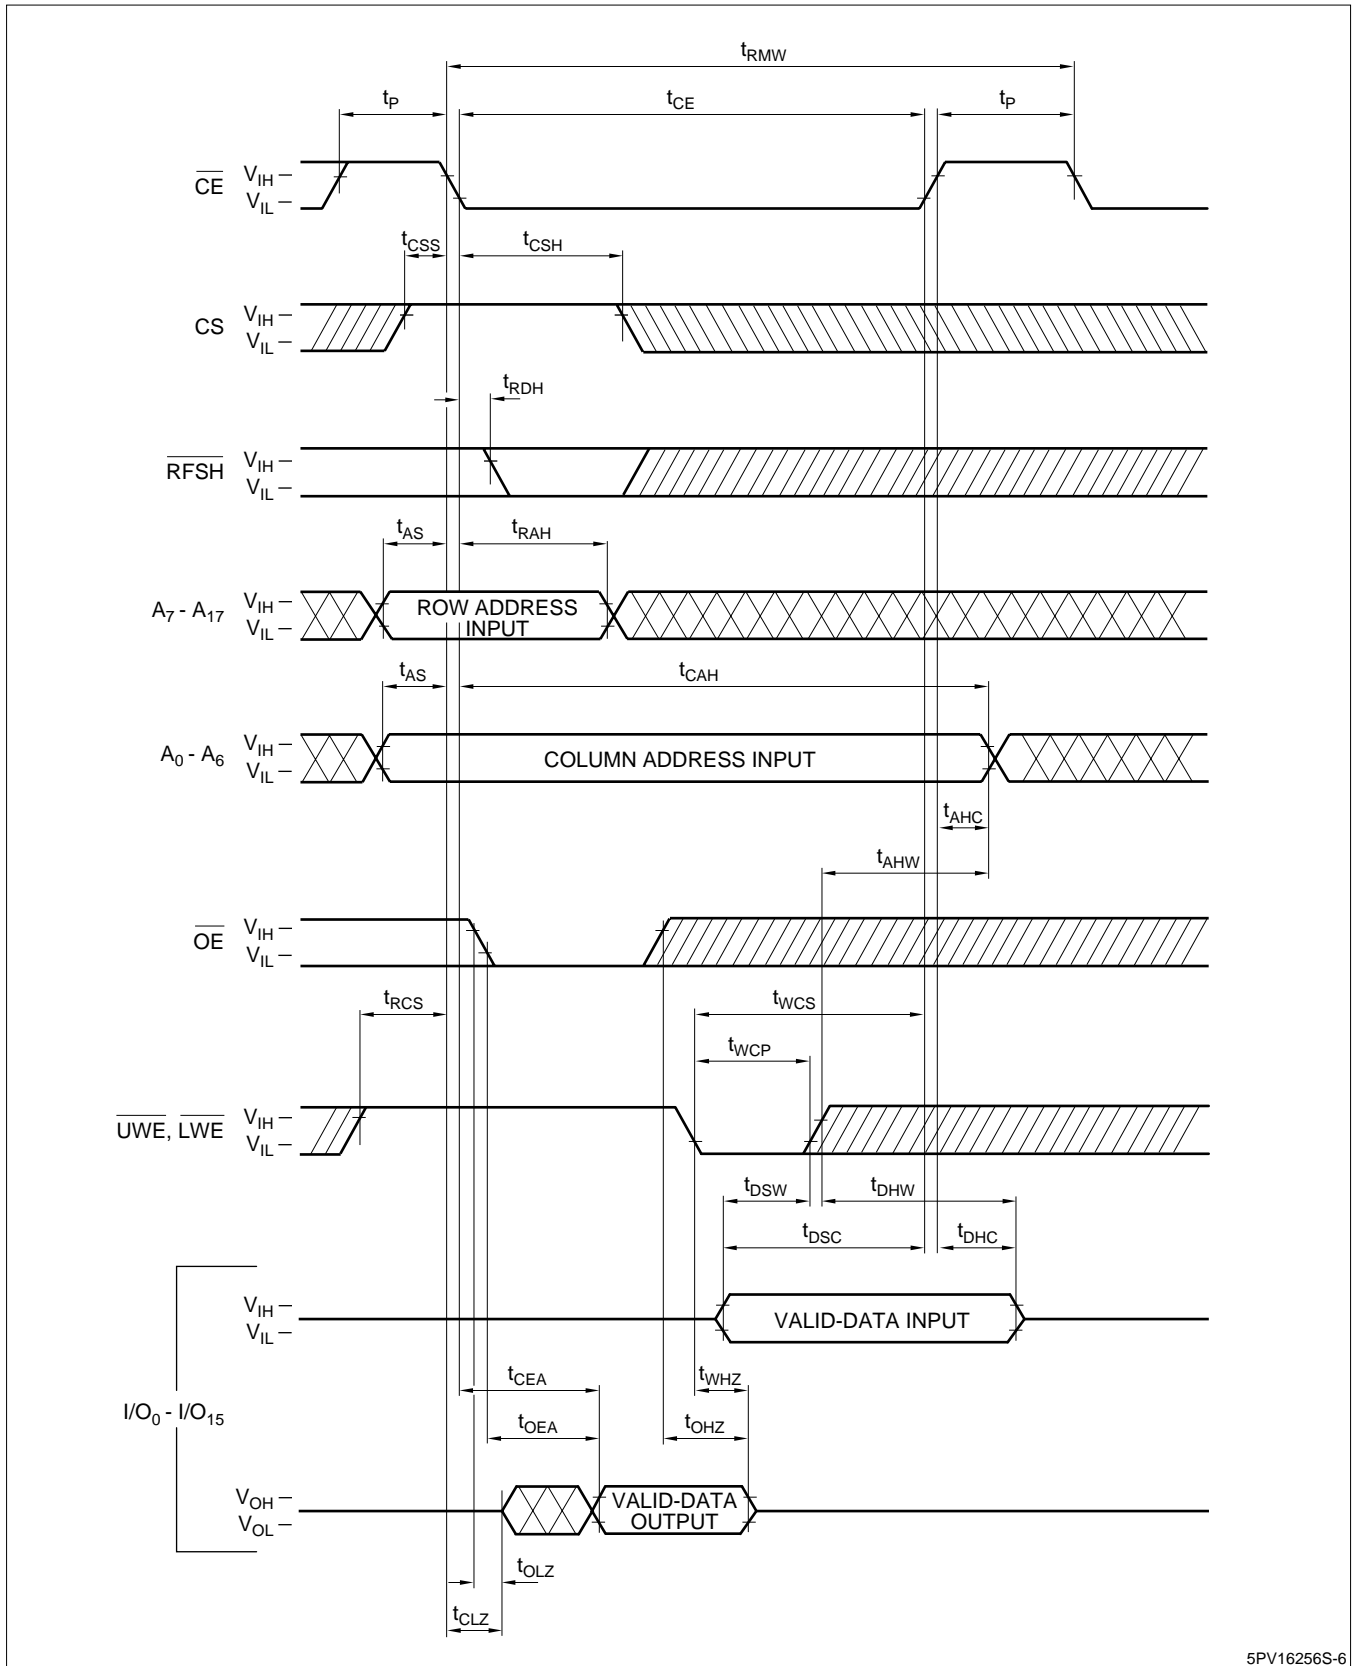 tRMW
tP tCE tP
CE VIH
VIL
tCSS tCSH
CS VIH
VIL
tRDH
RFSH VIH
VIL
tAS tRAH
A7 - A17 VIH
VIL
ROW ADDRESS
INPUT
tAS tCAH
A0 - A6 VIH
VIL
COLUMN ADDRESS INPUT
tAHC
tAHW
OE VIH
VIL
tRCS tWCS
tWCP
UWE, LWE VIH
VIL
tDSW tDHW
tDSC tDHC
VIH
VIL
VALID-DATA INPUT
tCEA tWHZ
I/O0 - I/O15
tOEA tOHZ
VOH
VOL
VALID-DATA
OUTPUT
tOLZ
tCLZ
5PV16256S-6